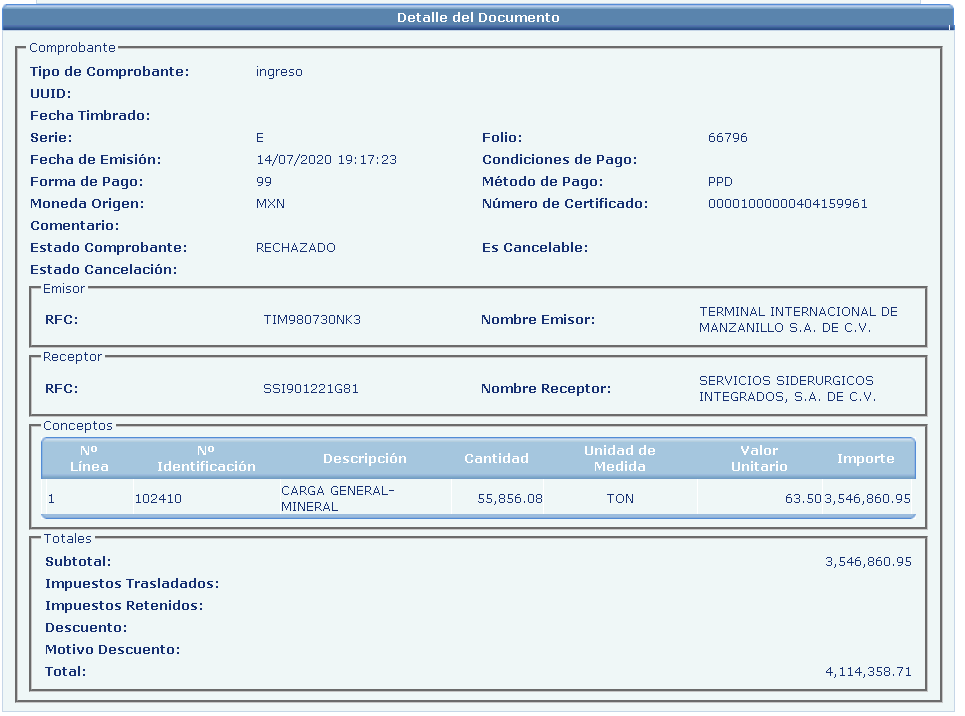 Detalle del Documento
Comprobante
Tipo de Comprobante: ingreso
UUID:
Fecha Timbrado:
Serie: E Folio: 66796
Fecha de Emisión: 14/07/2020 19:17:23 Condiciones de Pago:
Forma de Pago: 99 Método de Pago: PPD
Moneda Origen: MXN Número de Certificado: 00001000000404159961
Comentario:
Estado Comprobante: RECHAZADO Es Cancelable:
Estado Cancelación:
Emisor
RFC: TIM980730NK3 Nombre Emisor: TERMINAL INTERNACIONAL DE
MANZANILLO S.A. DE C.V.
Receptor
RFC: SSI901221G81 Nombre Receptor: SERVICIOS SIDERURGICOS
INTEGRADOS, S.A. DE C.V.
Conceptos
Nº Nº Descripción Cantidad Unidad de Valor Importe
Línea Identificación Medida Unitario
1 102410 CARGA GENERAL- 55,856.08 TON 63.50 3,546,860.95
MINERAL
Totales
Subtotal: 3,546,860.95
Impuestos Trasladados:
Impuestos Retenidos:
Descuento:
Motivo Descuento:
Total: 4,114,358.71